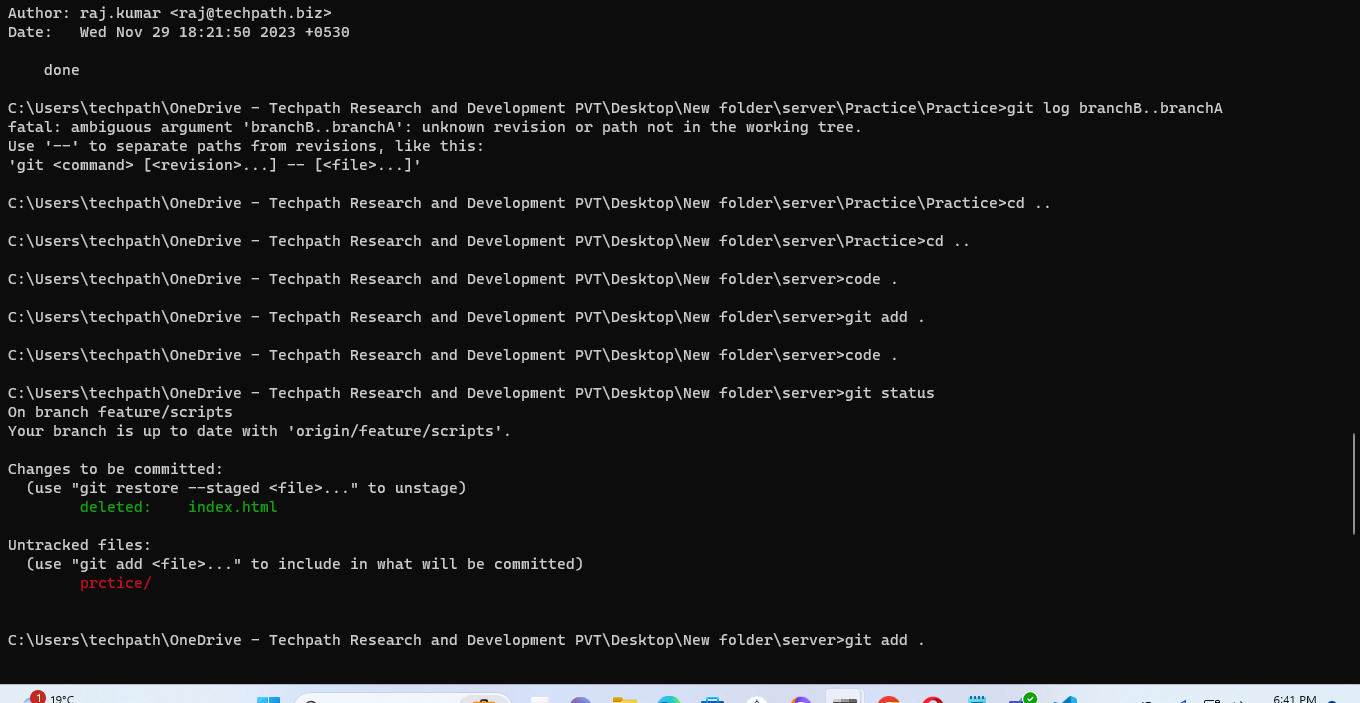 Author: raj.kumar <raj@techpath.biz>
Date:   Wed Nov 29 18:21:50 2023 +0530
    done
C:\Users\techpath\OneDrive - Techpath Research and Development PVT\Desktop\New folder\server\Practice\Practice>git log branchB..branchA
fatal: ambiguous argument 'branchB..branchA': unknown revision or path not in the working tree.
Use '--' to separate paths from revisions, like this:
'git <command> [<revision>...] -- [<file>...]'
C:\Users\techpath\OneDrive - Techpath Research and Development PVT\Desktop\New folder\server\Practice\Practice>cd ..
C:\Users\techpath\OneDrive - Techpath Research and Development PVT\Desktop\New folder\server\Practice>cd ..
C:\Users\techpath\OneDrive - Techpath Research and Development PVT\Desktop\New folder\server>code .
C:\Users\techpath\OneDrive - Techpath Research and Development PVT\Desktop\New folder\server>git add .
C:\Users\techpath\OneDrive - Techpath Research and Development PVT\Desktop\New folder\server>code .
C:\Users\techpath\OneDrive - Techpath Research and Development PVT\Desktop\New folder\server>git status
On branch feature/scripts
Your branch is up to date with 'origin/feature/scripts'.
Changes to be committed:
  (use "git restore --staged <file>..." to unstage)
        deleted:    index.html
Untracked files:
  (use "git add <file>..." to include in what will be committed)
        prctice/
C:\Users\techpath\OneDrive - Techpath Research and Development PVT\Desktop\New folder\server>git add .
1 19°C
6:41 PM